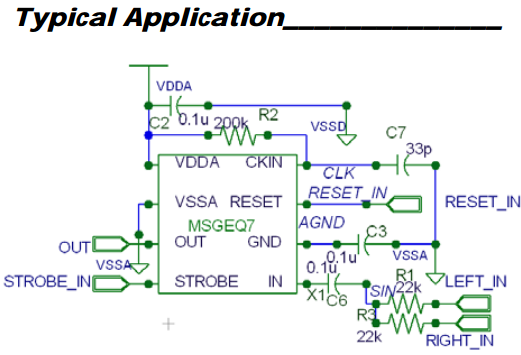 Typical Application
VDDA
C2 0.1u 200k R2 VSSD C7
33p
VDDA CKIN CLK
VSSA RESET RESET_IN RESET_IN
MSGEQ7 AGND
OUT OUT GND C3
VSSA 0.1u VSSA
STROBE_IN STROBE IN 0.1u SIN R1 LEFT_IN
X1 C6 22k
R3
22k RIGHT_IN